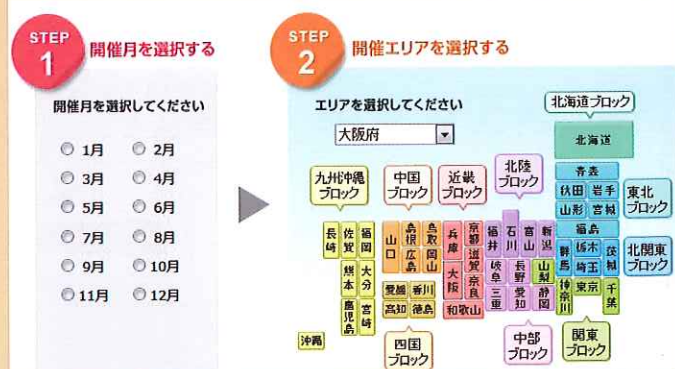 STEP
1
開催月を選択する
開催月を選択してください
1月 2月
3月 4月
5月 6月
7月 8月
9月 10月
11月 12月
STEP
2
開催エリアを選択する
エリアを選択してください
大阪府
北海道ブロック
北海道
九州沖縄
ブロック
中国
ブロック
近畿
ブロック
北陸
ブロック
青森
秋田 岩手
山形 宮城
福島
東北
ブロック
北関東
ブロック
群馬
栃木
茨城
埼玉
神奈川
東京
千葉
長崎
佐賀
福岡
熊本
大分
鹿児島
宮崎
沖縄
山口
島根
鳥取
広島
岡山
愛媛 香川
高知 徳島
兵庫
京都
滋賀
大阪
奈良
和歌山
福井
石川
富山
新潟
岐阜
長野
山梨
三重
愛知
静岡
四国
ブロック
中部
ブロック
関東
ブロック